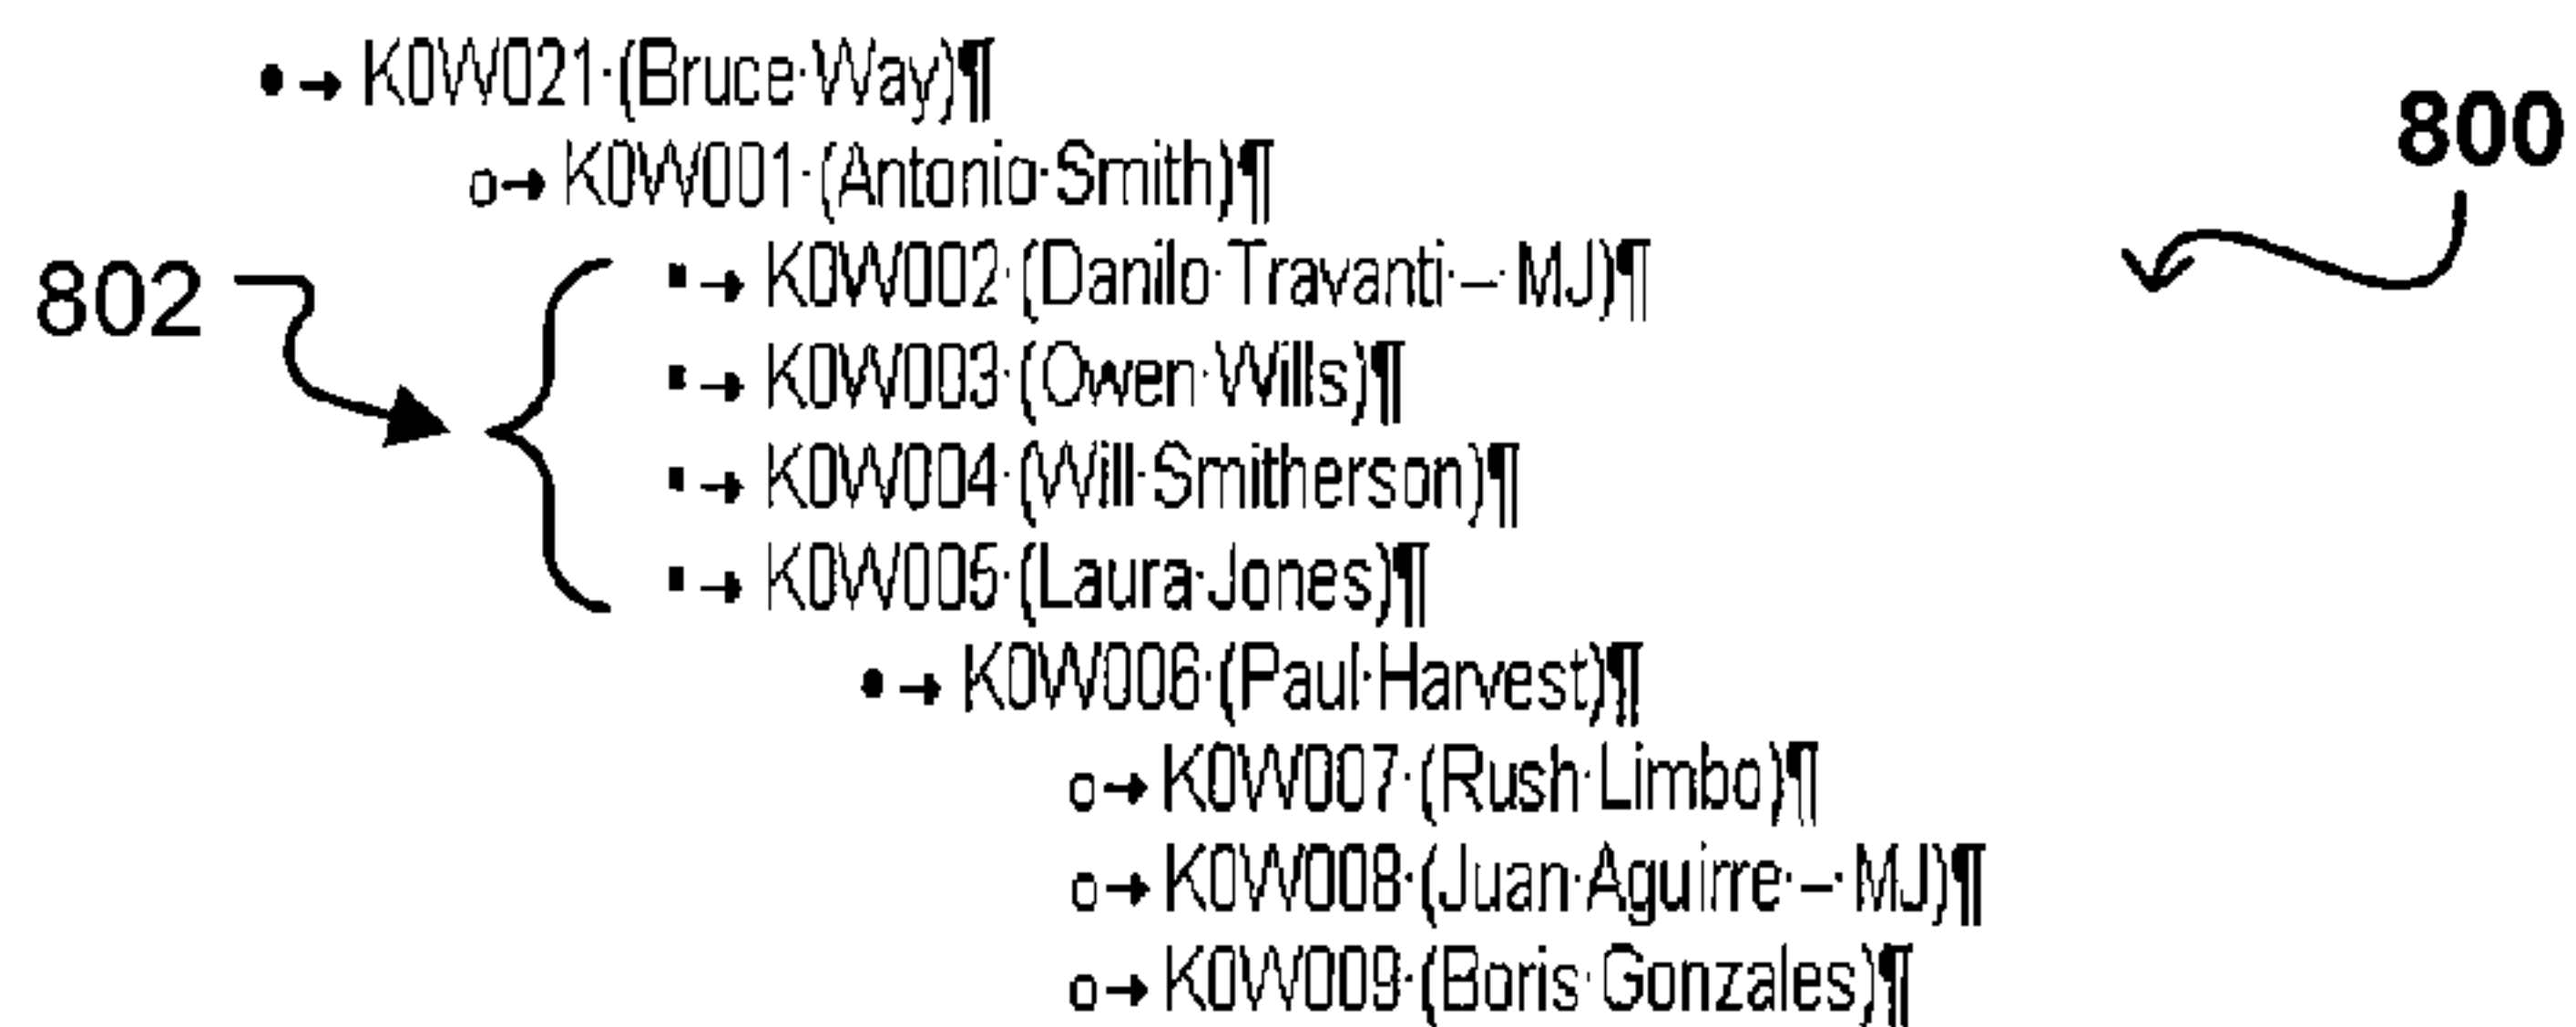 • → K0W021·(Bruce·Way)¶
800
o→ K0W001·(Antonio·Smith)¶
802
▪ → K0W002·(Danilo·Travanti·–·MJ)¶
▪ → K0W003·(Owen·Wills)¶
▪ → K0W004·(Will·Smitherson)¶
▪ → K0W005·(Laura·Jones)¶
• → K0W006·(Paul·Harvest)¶
o→ K0W007·(Rush·Limbo)¶
o→ K0W008·(Juan·Aguirre·–·MJ)¶
o→ K0W009·(Boris·Gonzales)¶